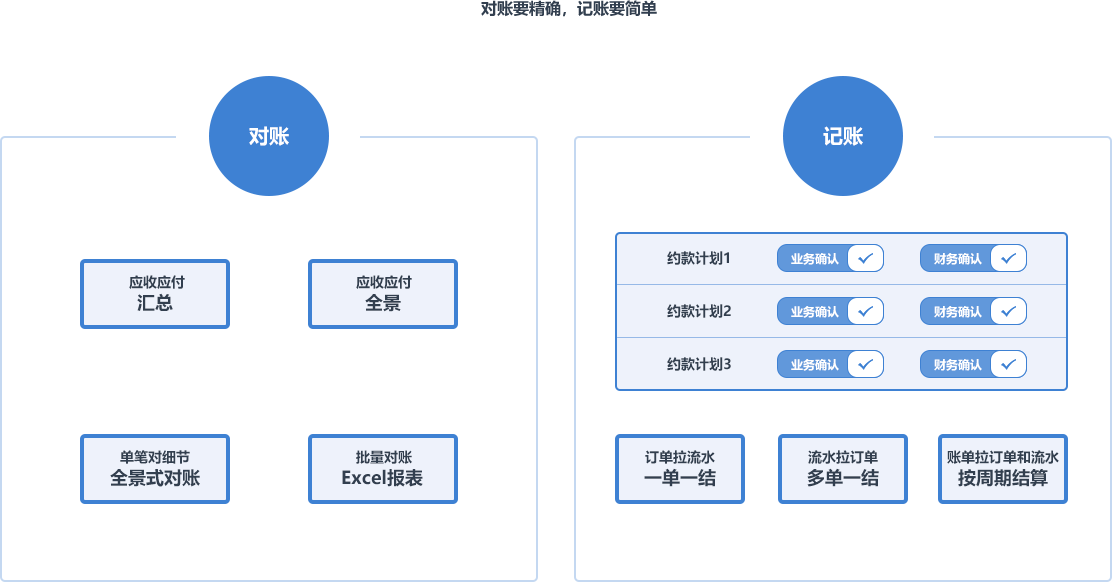 对账要精确，记账要简单
对账
应收应付
汇总
应收应付
全景
单笔对细节
全景式对账
批量对账
Excel报表
记账
约款计划1 业务确认 财务确认
约款计划2 业务确认 财务确认
约款计划3 业务确认 财务确认
订单拉流水
一单一结
流水拉订单
多单一结
账单拉订单和流水
按周期结算